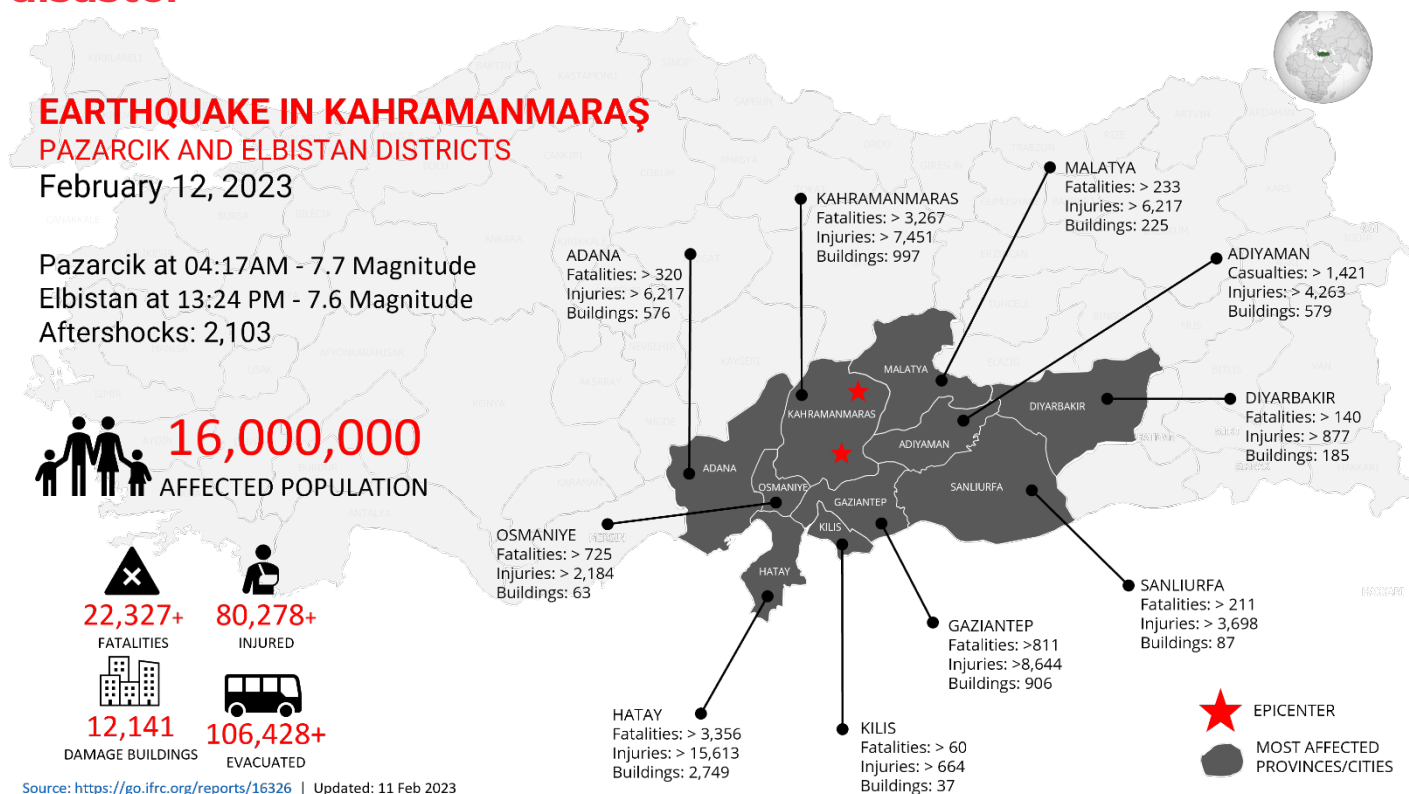 EARTHQUAKE IN KAHRAMANMARAŞ
PAZARCIK AND ELBISTAN DISTRICTS
February 12, 2023
Pazarcik at 04:17AM - 7.7 Magnitude
Elbistan at 13:24 PM - 7.6 Magnitude
Aftershocks: 2,103
16,000,000
AFFECTED POPULATION
22,327+
FATALITIES
80,278+
INJURED
12,141
DAMAGE BUILDINGS
106,428+
EVACUATED
Source: https://go.ifrc.org/reports/16326 | Updated: 11 Feb 2023
ADANA
Fatalities: > 320
Injuries: > 6,217
Buildings: 576
KAHRAMANMARAS
Fatalities: > 3,267
Injuries: > 7,451
Buildings: 997
MALATYA
Fatalities: > 233
Injuries: > 6,217
Buildings: 225
ADIYAMAN
Casualties: > 1,421
Injuries: > 4,263
Buildings: 579
DIYARBAKIR
Fatalities: > 140
Injuries: > 877
Buildings: 185
SANLIURFA
Fatalities: > 211
Injuries: > 3,698
Buildings: 87
GAZIANTEP
Fatalities: >811
Injuries: >8,644
Buildings: 906
KILIS
Fatalities: > 60
Injuries: > 664
Buildings: 37
HATAY
Fatalities: > 3,356
Injuries: > 15,613
Buildings: 2,749
OSMANIYE
Fatalities: > 725
Injuries: > 2,184
Buildings: 63
MALATYA
KAHRAMANMARAS
DIYARBAKIR
ADIYAMAN
ADANA
OSMANIYE
GAZIANTEP
SANLIURFA
KILIS
HATAY
EPICENTER
MOST AFFECTED
PROVINCES/CITIES